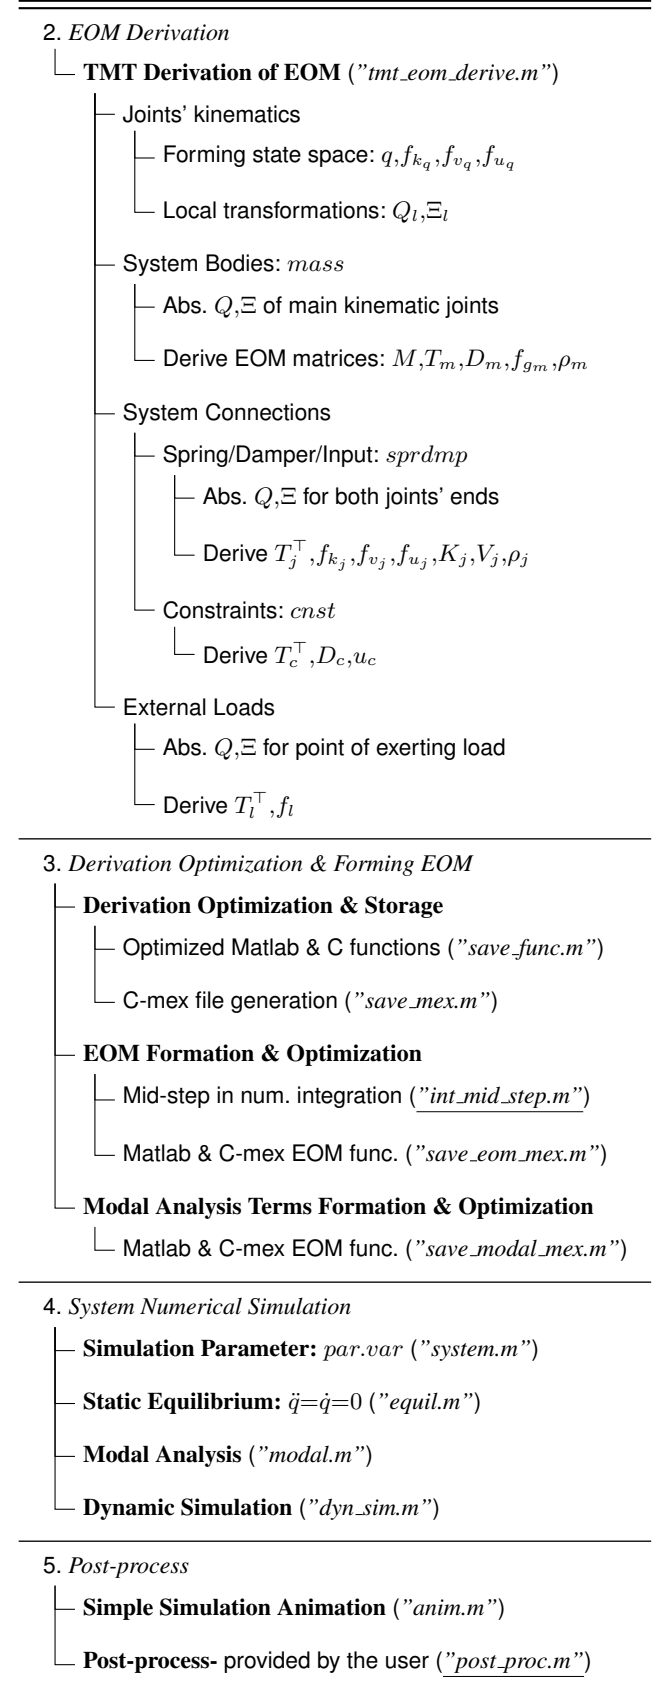 2. EOM Derivation
TMT Derivation of EOM (”tmt_eom_derive.m”)
Joints’ kinematics
Forming state space: q,f_{k_q},f_{v_q},f_{u_q}
Local transformations: Q_l,Ξ_l
System Bodies: mass
Abs. Q,Ξ of main kinematic joints
Derive EOM matrices: M,T_m,D_m,f_{g_m},ρ_m
System Connections
Spring/Damper/Input: sprdmp
Abs. Q,Ξ for both joints’ ends
Derive T_j^⊤,f_{k_j},f_{v_j},f_{u_j},K_j,V_j,ρ_j
Constraints: cnst
Derive T_c^⊤,D_c,u_c
External Loads
Abs. Q,Ξ for point of exerting load
Derive T_l^⊤,f_l
3. Derivation Optimization & Forming EOM
Derivation Optimization & Storage
Optimized Matlab & C functions (”save_func.m”)
C-mex file generation (”save_mex.m”)
EOM Formation & Optimization
Mid-step in num. integration (”int_mid_step.m”)
Matlab & C-mex EOM func. (”save_eom_mex.m”)
Modal Analysis Terms Formation & Optimization
Matlab & C-mex EOM func. (”save_modal_mex.m”)
4. System Numerical Simulation
Simulation Parameter: par.var (”system.m”)
Static Equilibrium: q̈=q̇=0 (”equil.m”)
Modal Analysis (”modal.m”)
Dynamic Simulation (”dyn_sim.m”)
5. Post-process
Simple Simulation Animation (”anim.m”)
Post-process- provided by the user (”post_proc.m”)